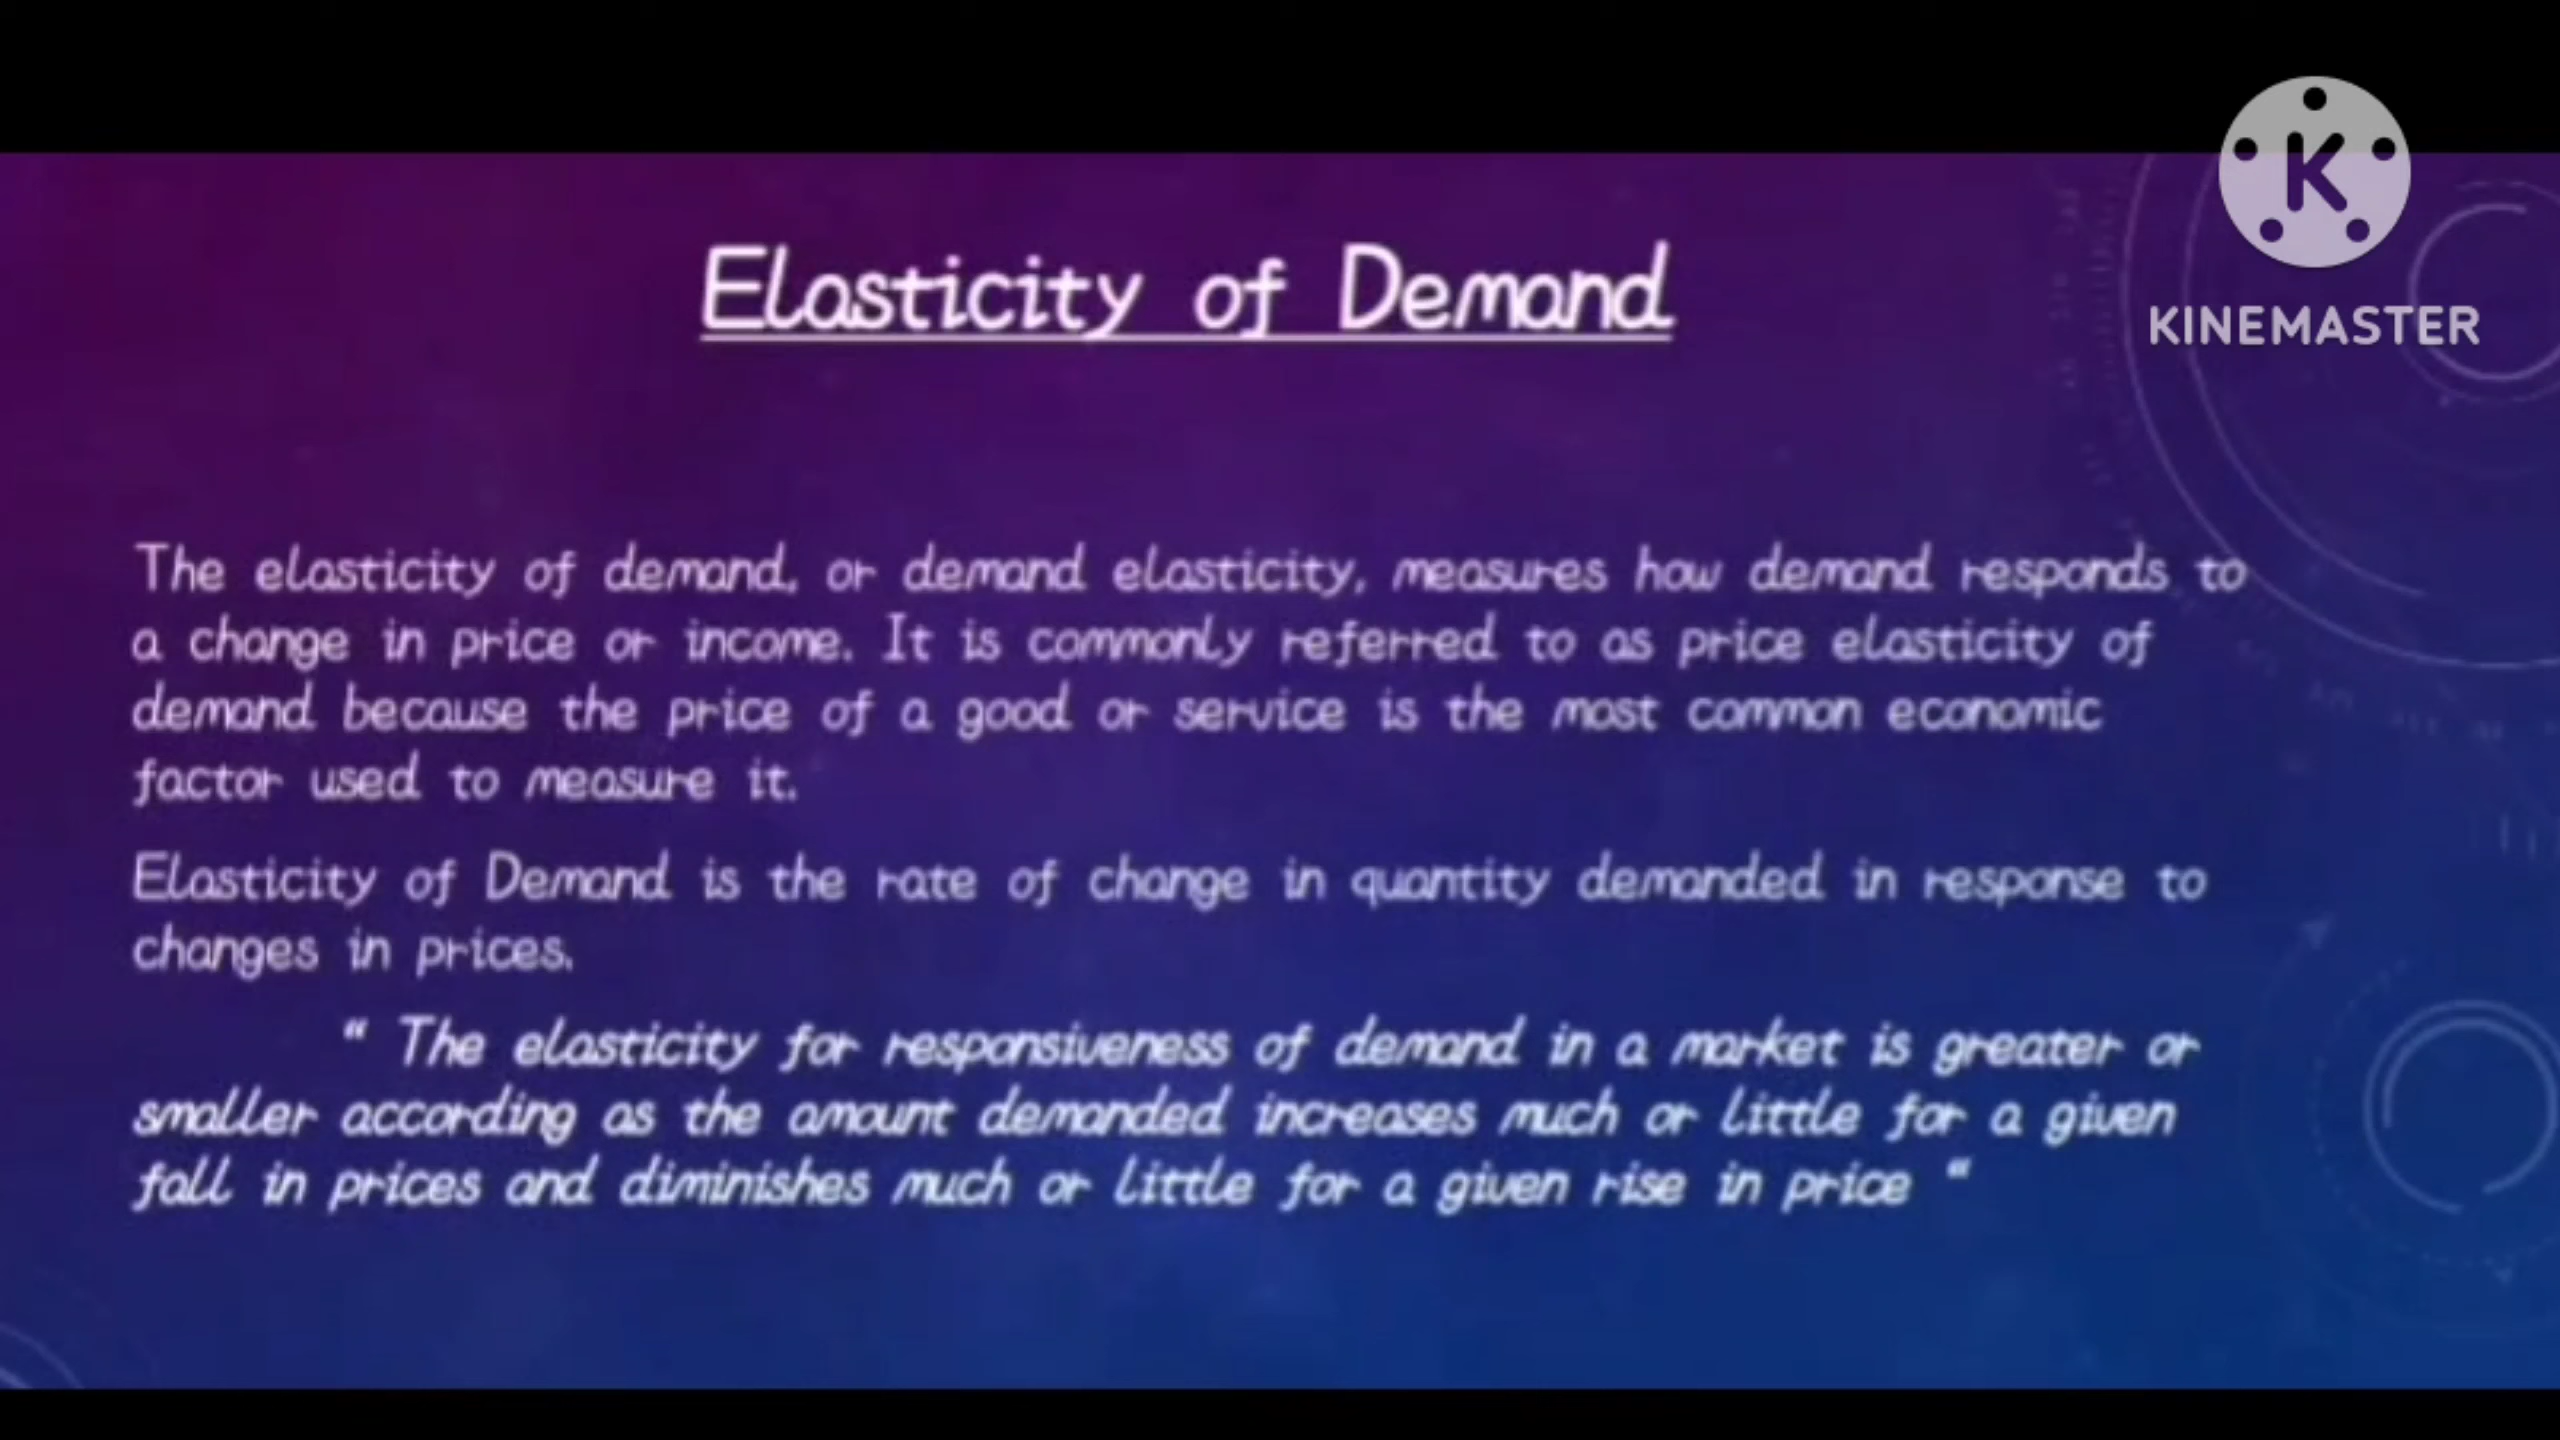 KINEMASTER
Elasticity of Demand
The elasticity of demand, or demand elasticity, measures how demand responds to
a change in price or income. It is commonly referred to as price elasticity of
demand because the price of a good or service is the most common economic
factor used to measure it.
Elasticity of Demand is the rate of change in quantity demanded in response to
changes in prices.
“ The elasticity for responsiveness of demand in a market is greater or
smaller according as the amount demanded increases much or little for a given
fall in prices and diminishes much or little for a given rise in price “